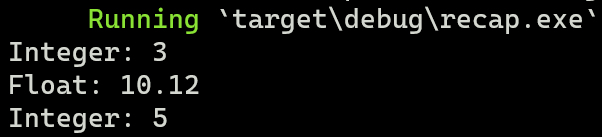 Running `target\debug\recap.exe`
Integer: 3
Float: 10.12
Integer: 5